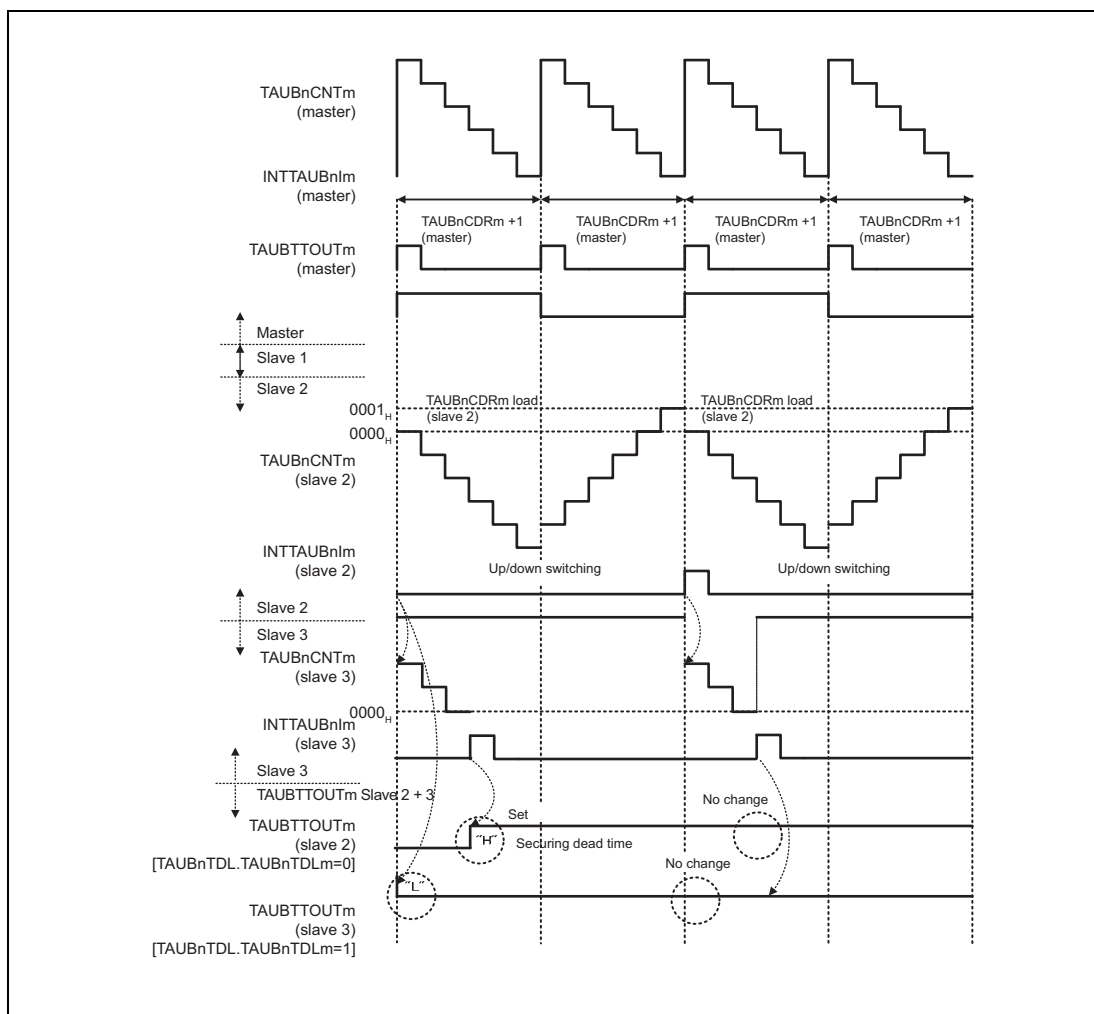 TAUBnCNTm
(master)
INTTAUBnIm
(master)
TAUBnCDRm +1
(master)
TAUBnCDRm +1
(master)
TAUBnCDRm +1
(master)
TAUBnCDRm +1
(master)
TAUBTTOUTm
(master)
Master
Slave 1
Slave 2
TAUBnCDRm load
(slave 2)
TAUBnCDRm load
(slave 2)
0001H
0000H
TAUBnCNTm
(slave 2)
INTTAUBnIm
(slave 2)
Up/down switching
Up/down switching
Slave 2
Slave 3
TAUBnCNTm
(slave 3)
0000H
INTTAUBnIm
(slave 3)
Slave 3
TAUBTTOUTm Slave 2 + 3
Set
No change
TAUBTTOUTm
(slave 2)
[TAUBnTDL.TAUBnTDLm=0]
"H"
Securing dead time
No change
"L"
TAUBTTOUTm
(slave 3)
[TAUBnTDL.TAUBnTDLm=1]